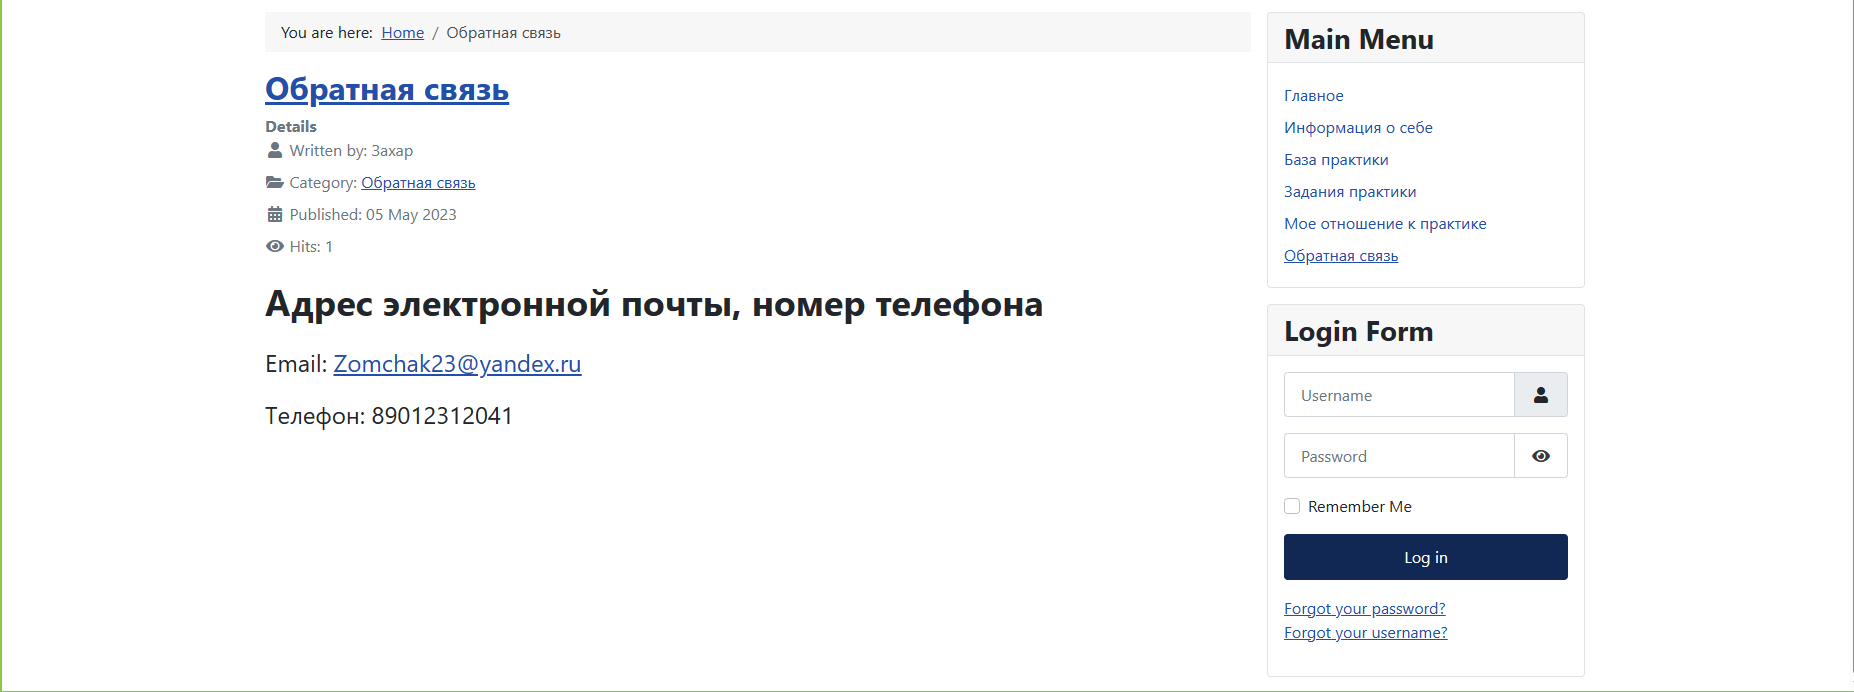 You are here: Home / Обратная связь
Обратная связь
Details
Written by: Захар
Category: Обратная связь
Published: 05 May 2023
Hits: 1
Адрес электронной почты, номер телефона
Email: Zomchak23@yandex.ru
Телефон: 89012312041
Main Menu
Главное
Информация о себе
База практики
Задания практики
Мое отношение к практике
Обратная связь
Login Form
Username
Password
Remember Me
Log in
Forgot your password?
Forgot your username?